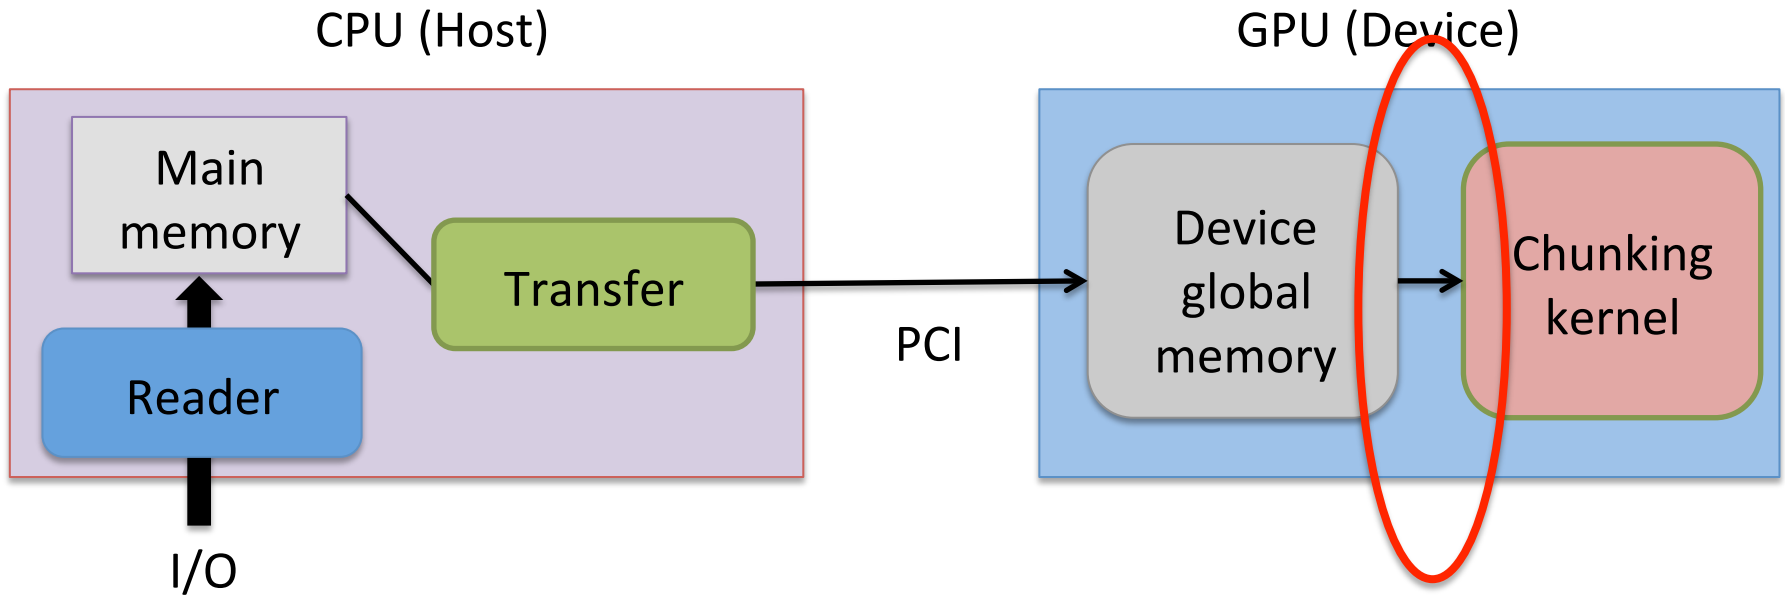 CPU (Host)
GPU (Device)
Main
memory
Transfer
Reader
I/O
PCI
Device
global
memory
Chunking
kernel